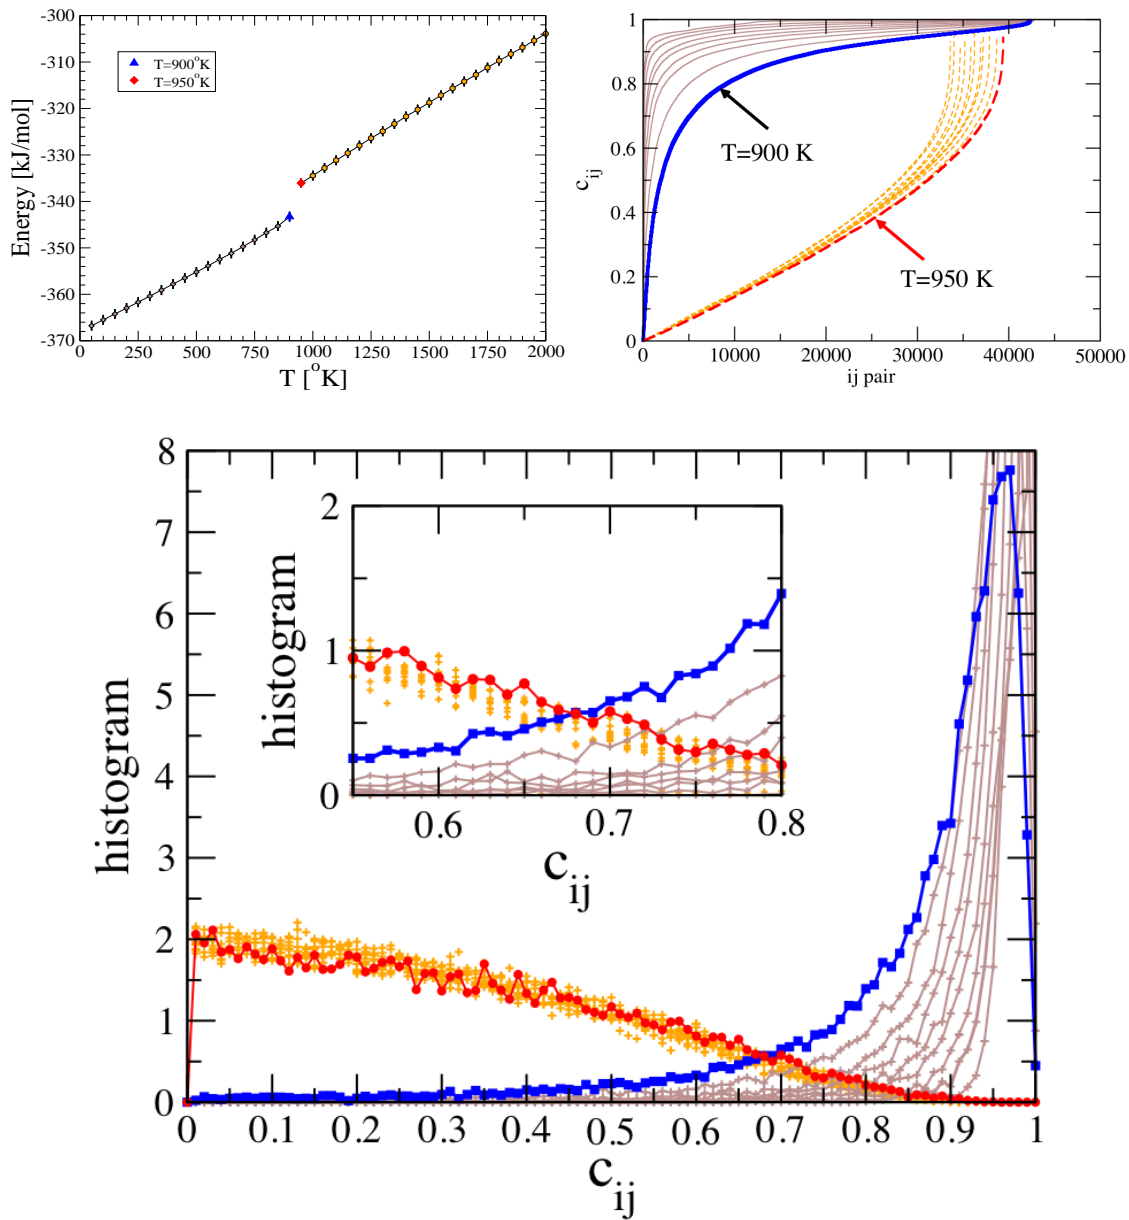 -300
-310
-320
-330
-340
-350
-360
-370
Energy [kJ/mol]
T=900°K
T=950°K
0 250 500 750 1000 1250 1500 1750 2000
T [°K]
1
0.8
0.6
0.4
0.2
0
c_ij
T=900 K
T=950 K
0 10000 20000 30000 40000 50000
ij pair
8
7
6
5
4
3
2
1
0
histogram
2
1
0
histogram
0.6 0.7 0.8
c_ij
0 0.1 0.2 0.3 0.4 0.5 0.6 0.7 0.8 0.9 1
c_ij